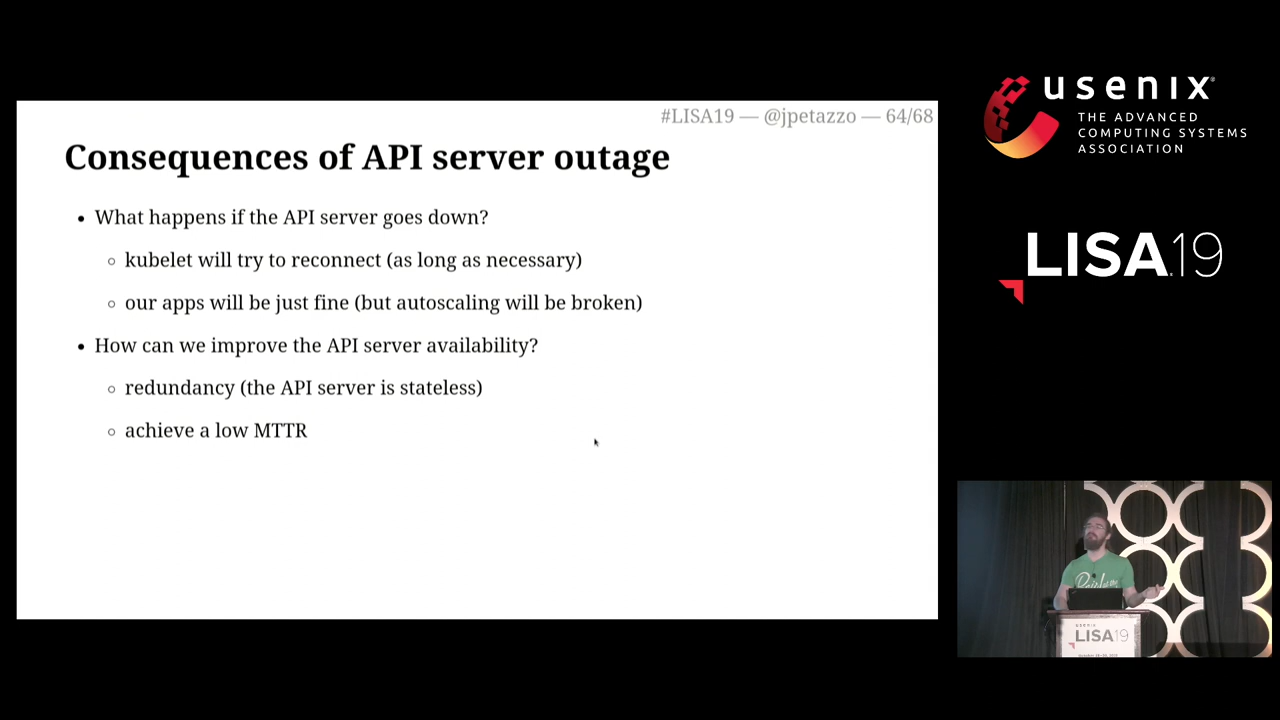 #LISA19 — @jpetazzo — 64/68
Consequences of API server outage
What happens if the API server goes down?
kubelet will try to reconnect (as long as necessary)
our apps will be just fine (but autoscaling will be broken)
How can we improve the API server availability?
redundancy (the API server is stateless)
achieve a low MTTR
usenix
THE ADVANCED
COMPUTING SYSTEMS
ASSOCIATION
LISA19
usenix
LISA19